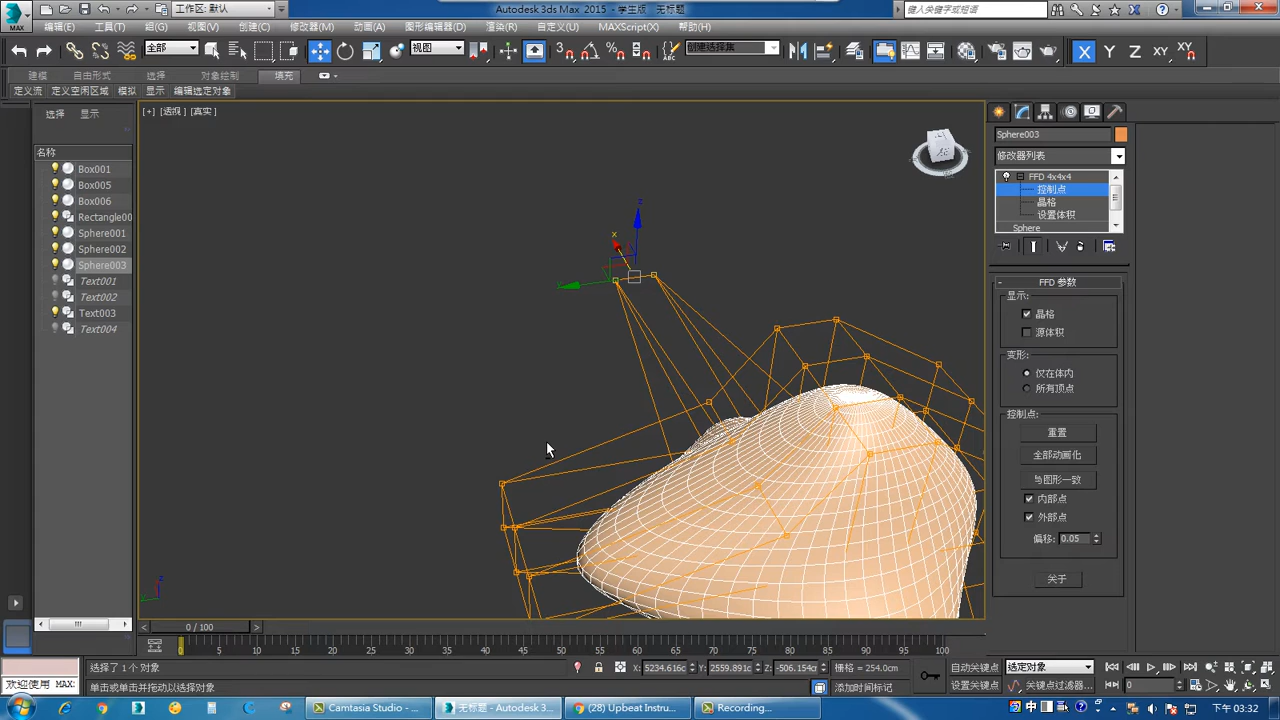 MAX 工作区: 默认 Autodesk 3ds Max 2015 - 学生版 无标题 键入关键字或短语
编辑(E) 工具(T) 组(G) 视图(V) 创建(C) 修改器(M) 动画(A) 图形编辑器(D) 渲染(R) 自定义(U) MAXScript(X) 帮助(H)
全部 视图 3 创建选择集 X Y Z XY XY
建模 自由形式 选择 对象绘制 填充
定义流 定义空闲区域 模拟 显示 编辑选定对象
选择 显示
名称
Box001
Box005
Box006
Rectangle00
Sphere001
Sphere002
Sphere003
Text001
Text002
Text003
Text004
[+] [透视] [真实]
z
x
y
z
Sphere003
修改器列表
FFD 4x4x4
控制点
晶格
设置体积
Sphere
FFD 参数
显示:
晶格
源体积
变形:
仅在体内
所有顶点
控制点:
重置
全部动画化
与图形一致
内部点
外部点
偏移: 0.05
关于
0 / 100
0 5 10 15 20 25 30 35 40 45 50 55 60 65 70 75 80 85 90 95 100
选择了 1 个对象 X: 5234.616c Y: 2559.891c Z: -506.154c 栅格 = 254.0cm 自动关键点 选定对象
欢迎使用 MAX: 单击或单击并拖动以选择对象 添加时间标记 设置关键点 关键点过滤器... 0
Camtasia Studio - ... 无标题 - Autodesk 3... (28) Upbeat Instru... Recording... 下午 03:32